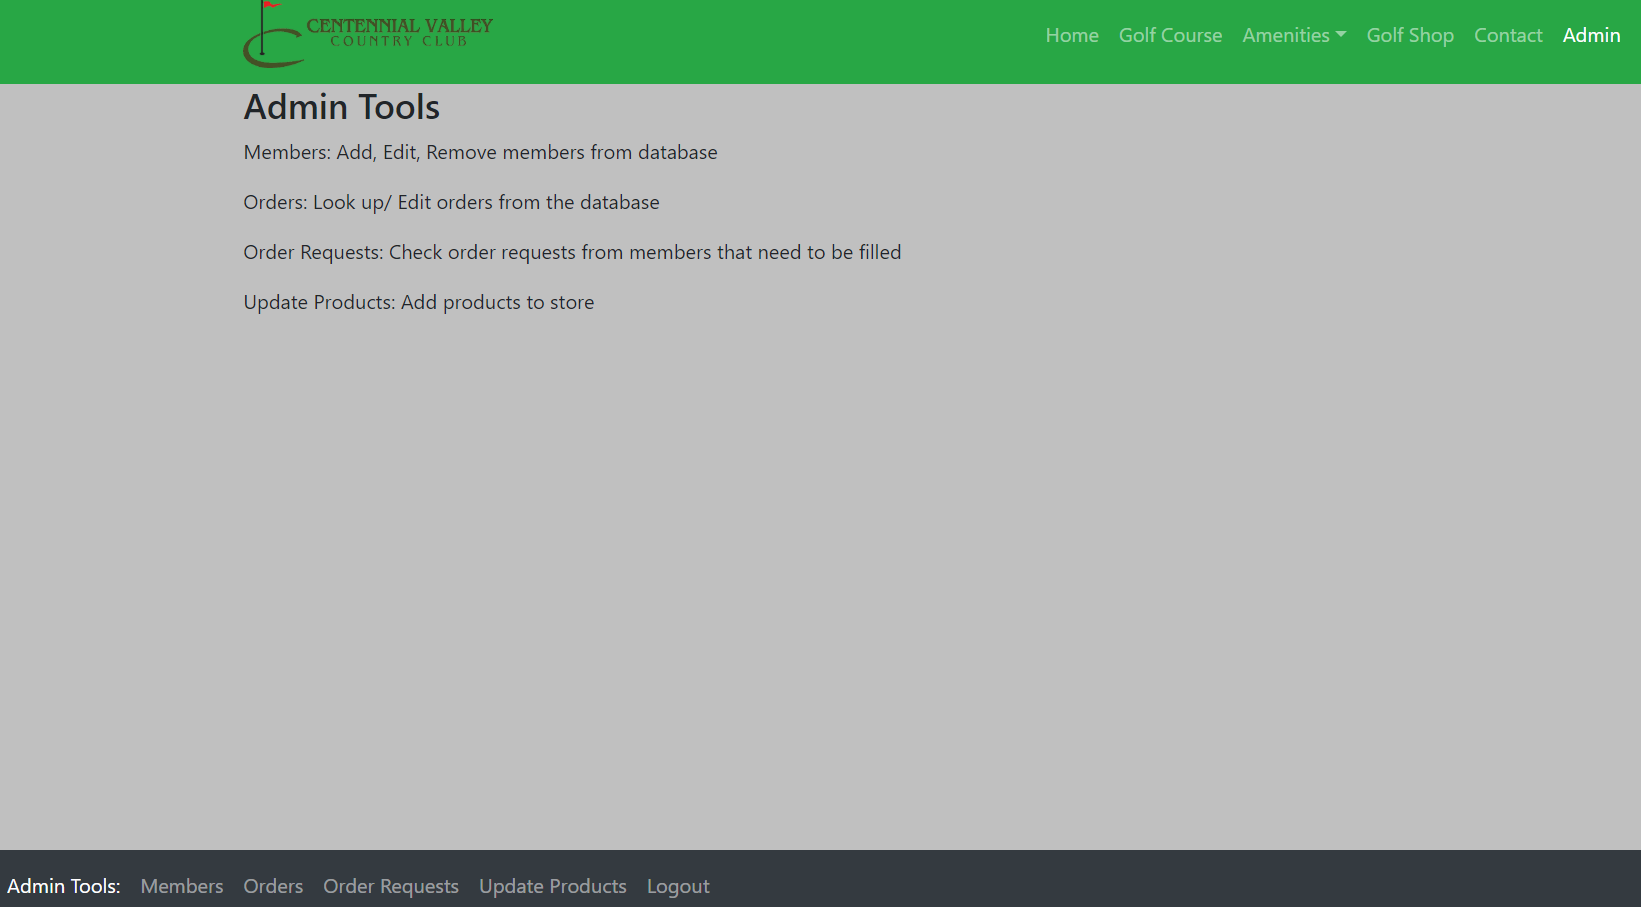 CENTENNIAL VALLEY
COUNTRY CLUB
Home Golf Course Amenities Golf Shop Contact Admin
Admin Tools
Members: Add, Edit, Remove members from database
Orders: Look up/ Edit orders from the database
Order Requests: Check order requests from members that need to be filled
Update Products: Add products to store
Admin Tools: Members Orders Order Requests Update Products Logout